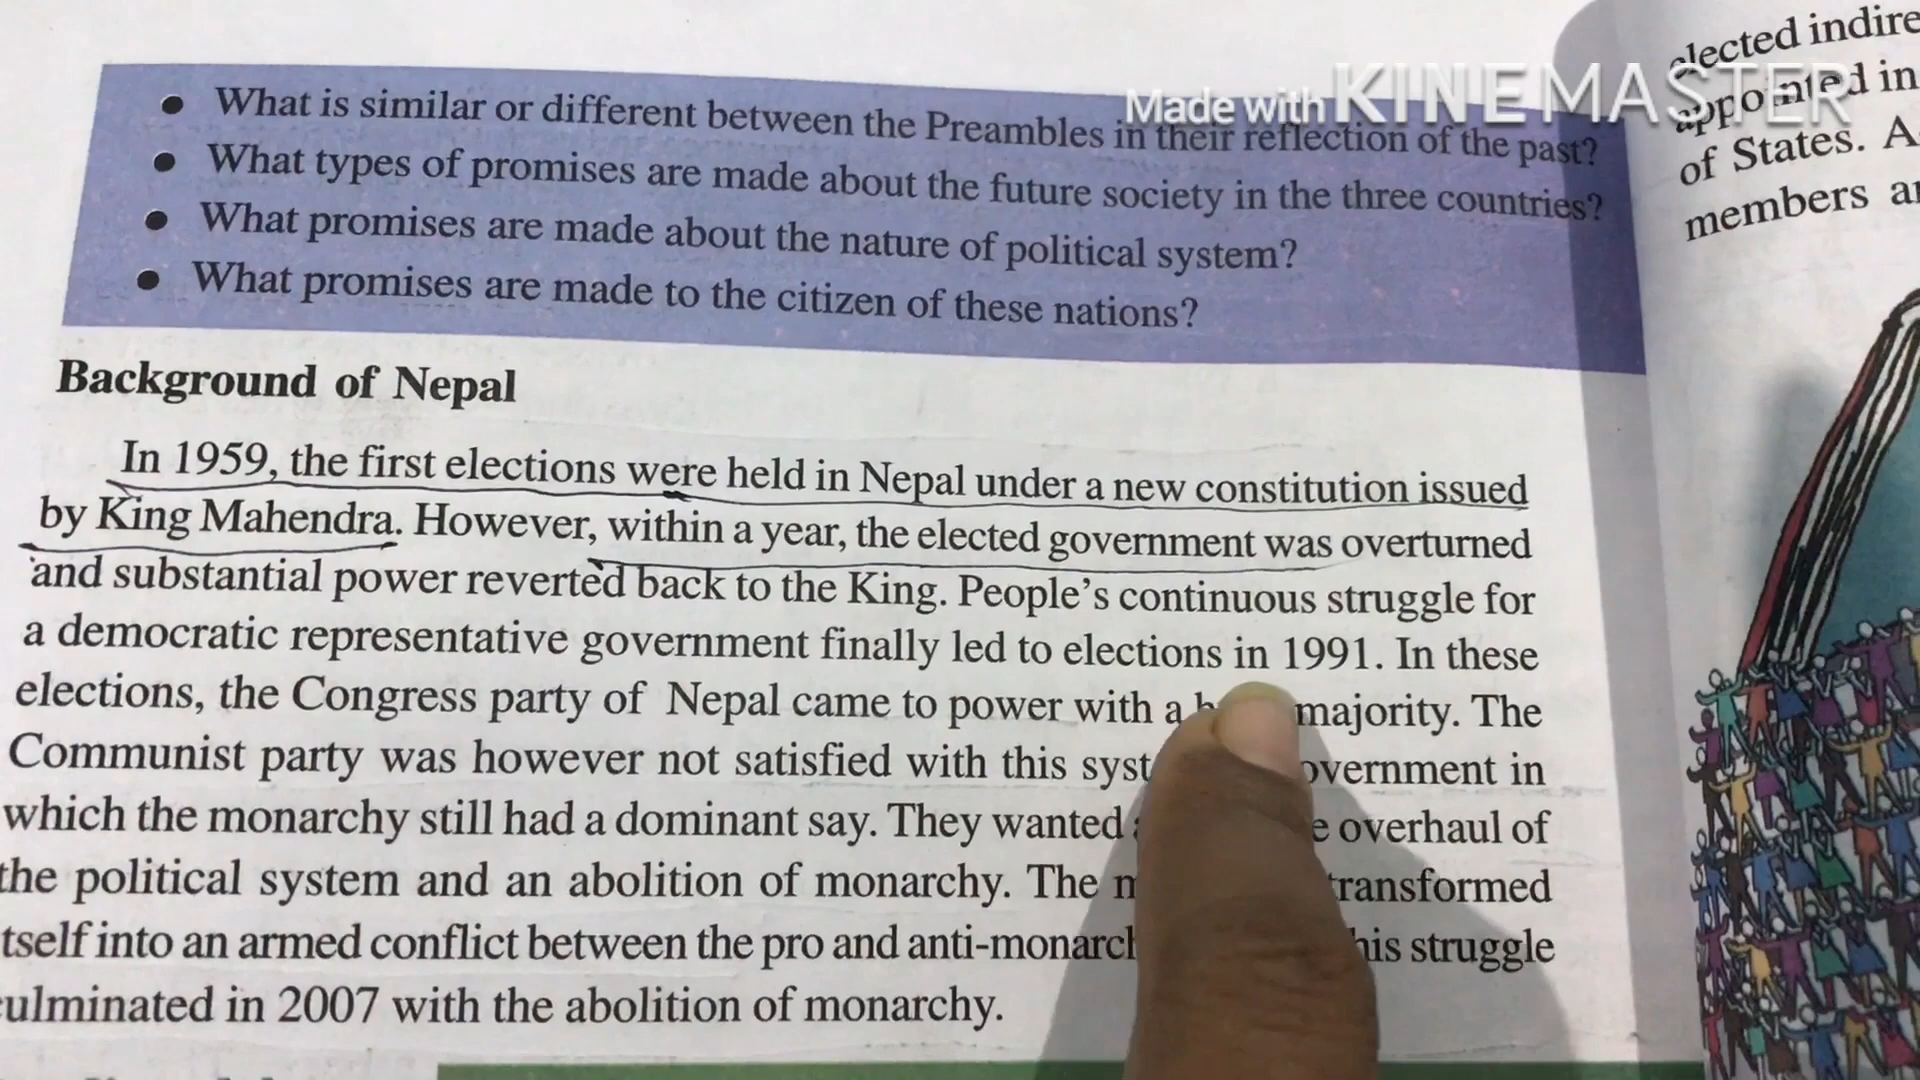 • What is similar or different between the Preambles in their reflection of the past?
• What types of promises are made about the future society in the three countries?
• What promises are made about the nature of political system?
• What promises are made to the citizen of these nations?
Background of Nepal
In 1959, the first elections were held in Nepal under a new constitution issued
by King Mahendra. However, within a year, the elected government was overturned
and substantial power reverted back to the King. People's continuous struggle for
a democratic representative government finally led to elections in 1991. In these
elections, the Congress party of Nepal came to power with a majority. The
Communist party was however not satisfied with this syst overnment in
which the monarchy still had a dominant say. They wanted e overhaul of
the political system and an abolition of monarchy. The transformed
tself into an armed conflict between the pro and anti-monarch his struggle
ulminated in 2007 with the abolition of monarchy.
Made with KINEMASTER
elected indire
appointed in
of States. A
members ar